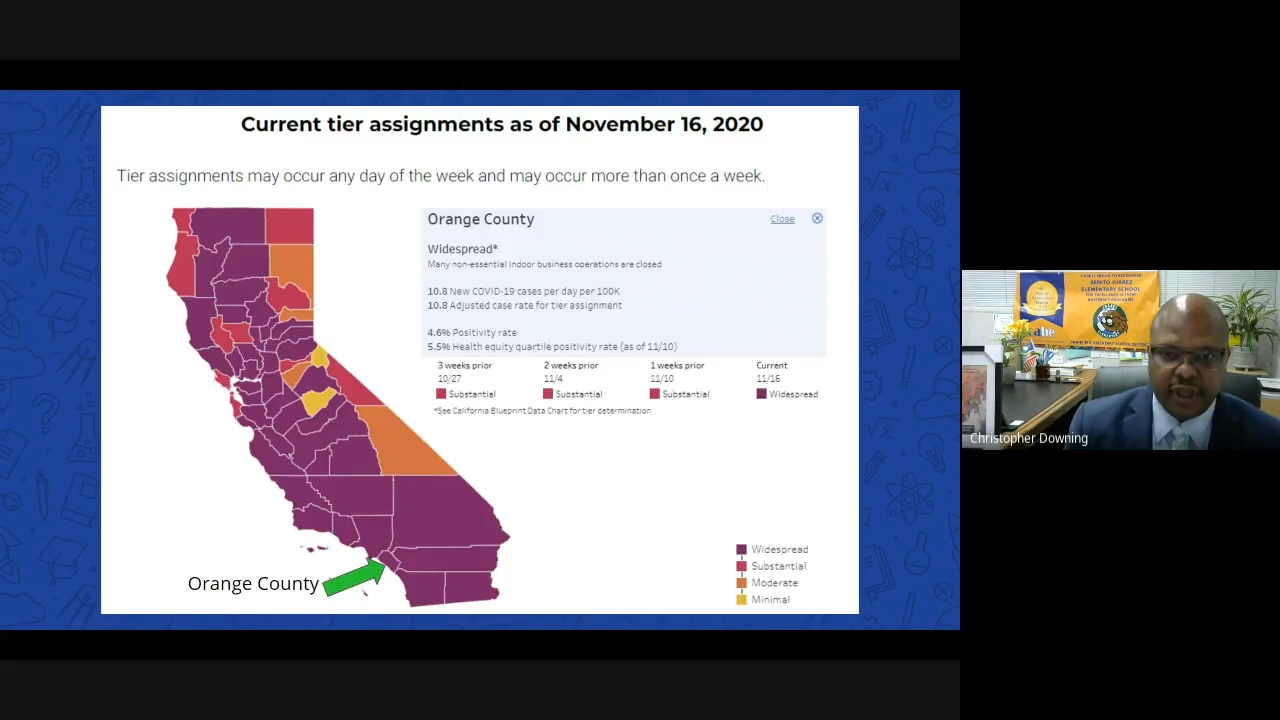 Current tier assignments as of November 16, 2020
Tier assignments may occur any day of the week and may occur more than once a week.
Orange County
Close
Widespread*
Many non-essential indoor business operations are closed
10.8 New COVID-19 cases per day per 100K
10.8 Adjusted case rate for tier assignment
4.6% Positivity rate
5.5% Health equity quartile positivity rate (as of 11/10)
3 weeks prior 2 weeks prior 1 weeks prior Current
10/27 11/4 11/10 11/16
Substantial Substantial Substantial Widespread
*See California Blueprint Data Chart for tier determination
Widespread
Substantial
Moderate
Minimal
Orange County
BENITO JUAREZ
ELEMENTARY SCHOOL
abe
Christopher Downing